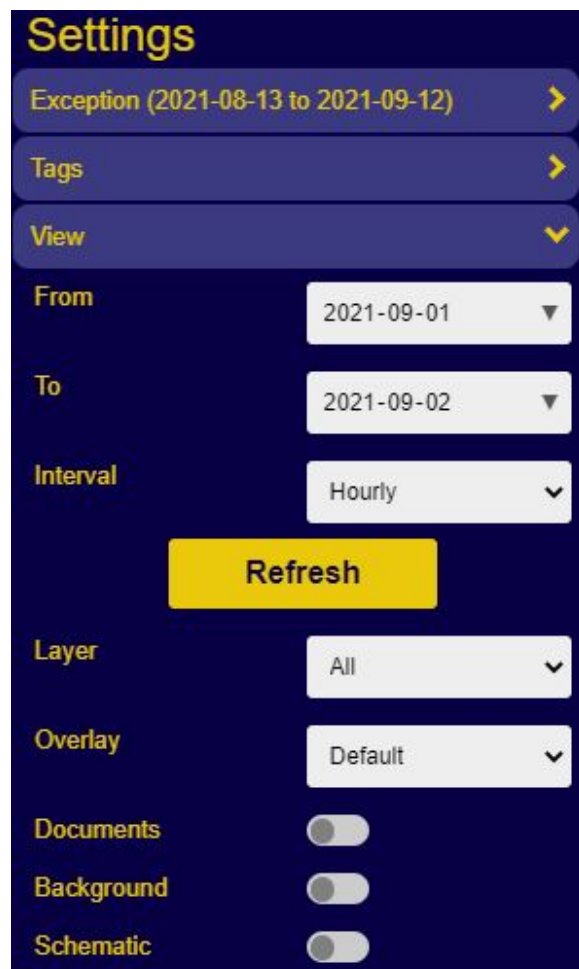 Settings
Exception (2021-08-13 to 2021-09-12)
Tags
View
From 2021-09-01
To 2021-09-02
Interval Hourly
Refresh
Layer All
Overlay Default
Documents
Background
Schematic